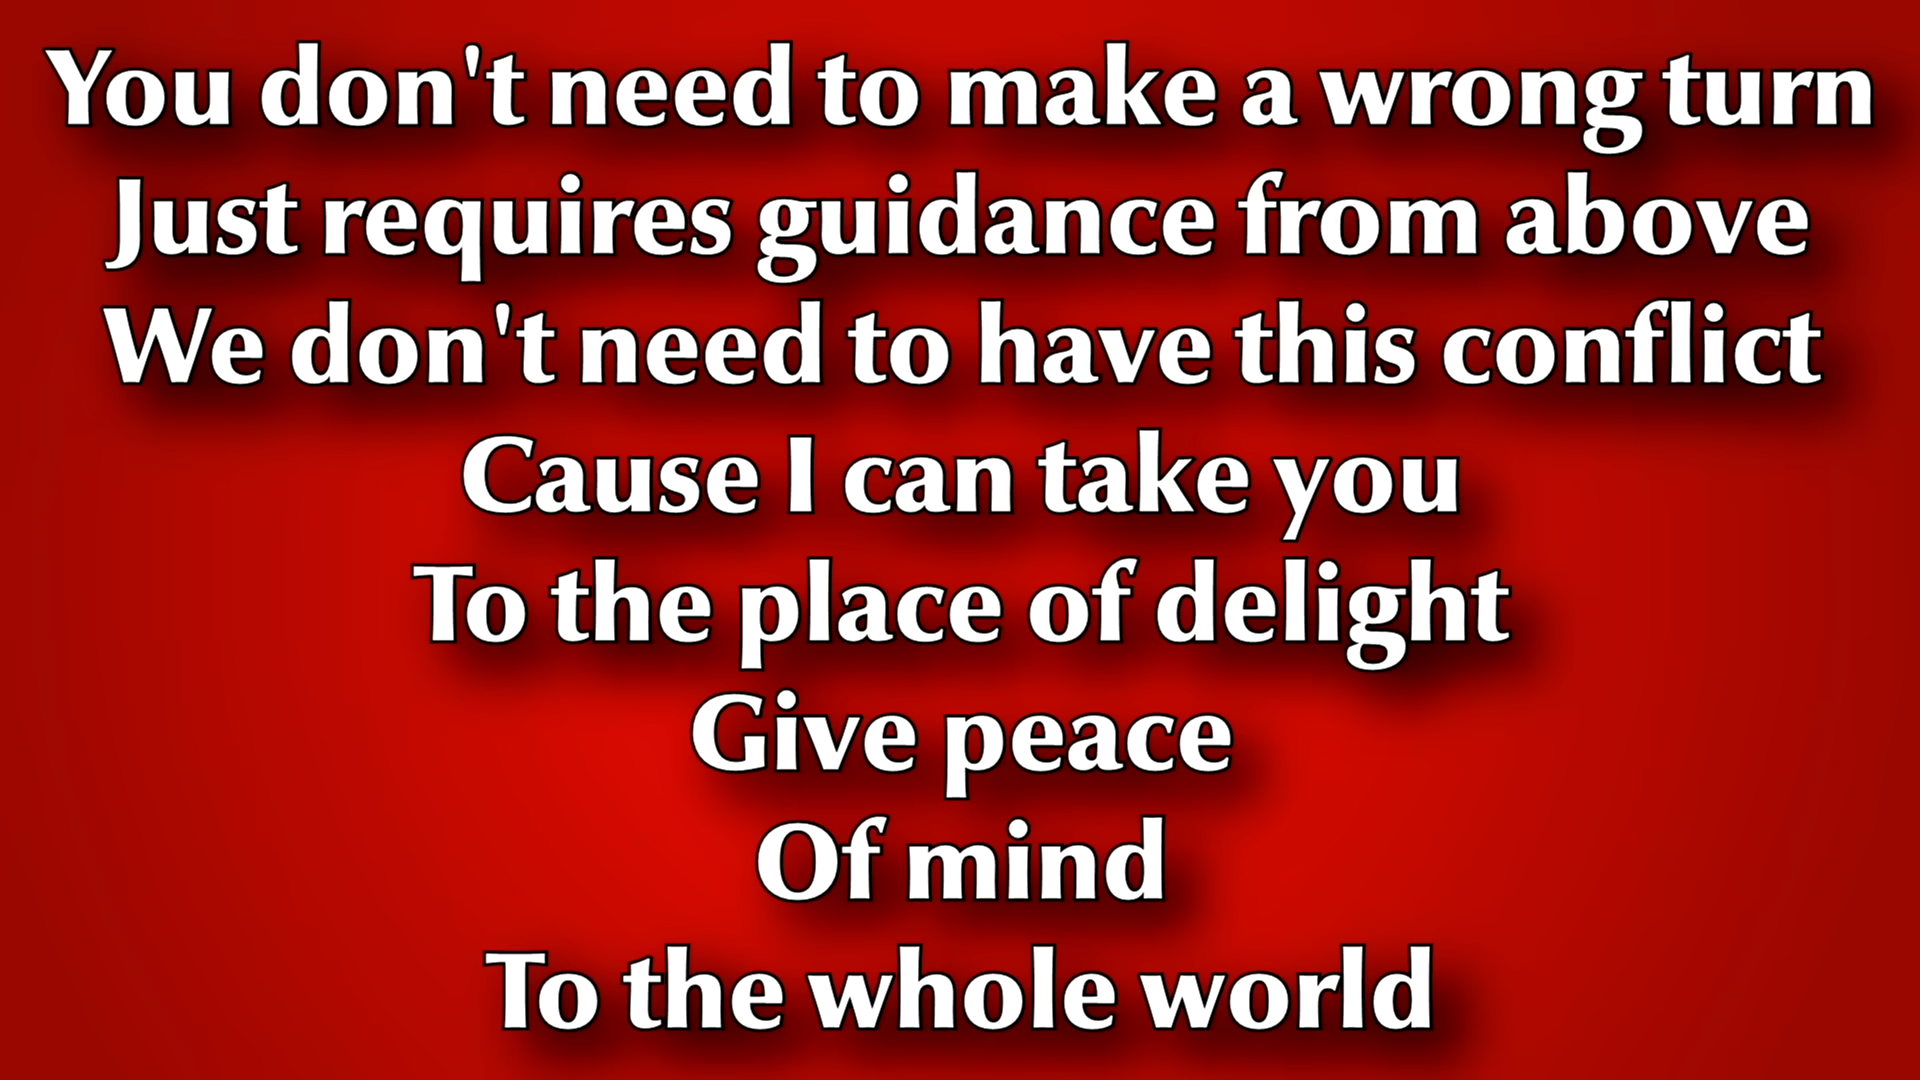 You don't need to make a wrong turn
Just requires guidance from above
We don't need to have this conflict
Cause I can take you
To the place of delight
Give peace
Of mind
To the whole world